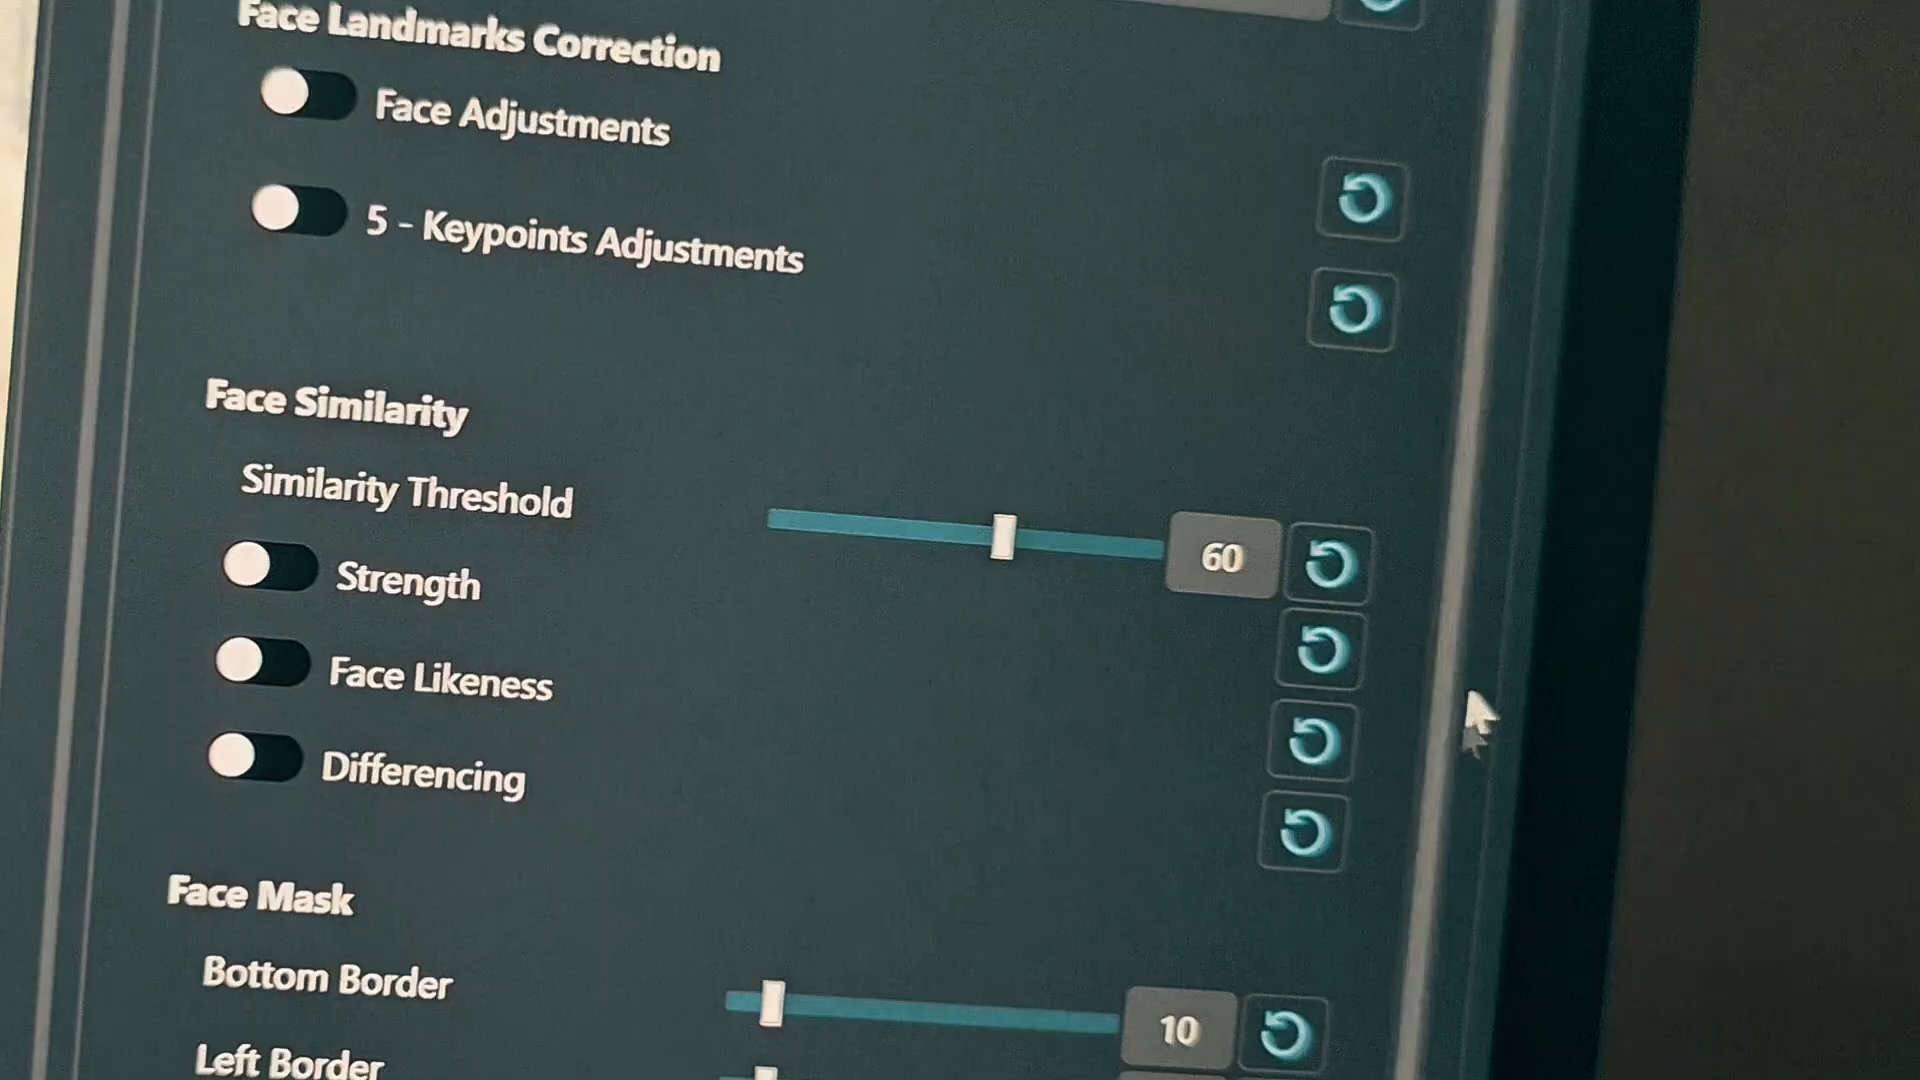 Face Landmarks Correction
Face Adjustments
5 - Keypoints Adjustments
Face Similarity
Similarity Threshold
60
Strength
Face Likeness
Differencing
Face Mask
Bottom Border
10
Left Border